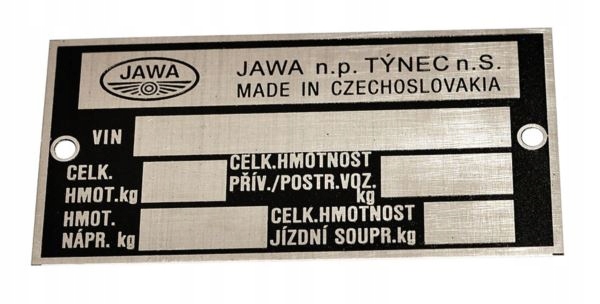 JAWA
JAWA n.p. TÝNEC n.S.
MADE IN CZECHOSLOVAKIA
VIN
CELK.
HMOT.kg
CELK.HMOTNOST
PŘÍV./POSTR.VOZ.
kg
HMOT.
NÁPR. kg
CELK.HMOTNOST
JÍZDNÍ SOUPR.kg